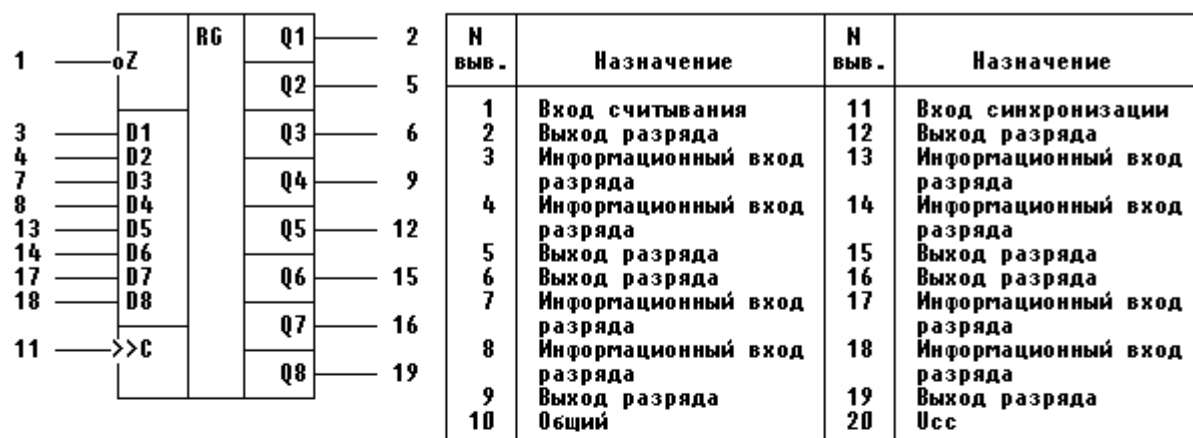 RG Q1 2
1 Z
Q2 5
3 D1 Q3 6
4 D2
7 D3 Q4 9
8 D4
13 D5 Q5 12
14 D6
17 D7 Q6 15
18 D8
Q7 16
11 >>C
Q8 19
N выв. Назначение N выв. Назначение
1 Вход считывания 11 Вход синхронизации
2 Выход разряда 12 Выход разряда
3 Информационный вход 13 Информационный вход
разряда разряда
4 Информационный вход 14 Информационный вход
разряда разряда
5 Выход разряда 15 Выход разряда
6 Выход разряда 16 Выход разряда
7 Информационный вход 17 Информационный вход
разряда разряда
8 Информационный вход 18 Информационный вход
разряда разряда
9 Выход разряда 19 Выход разряда
10 Общий 20 Ucc